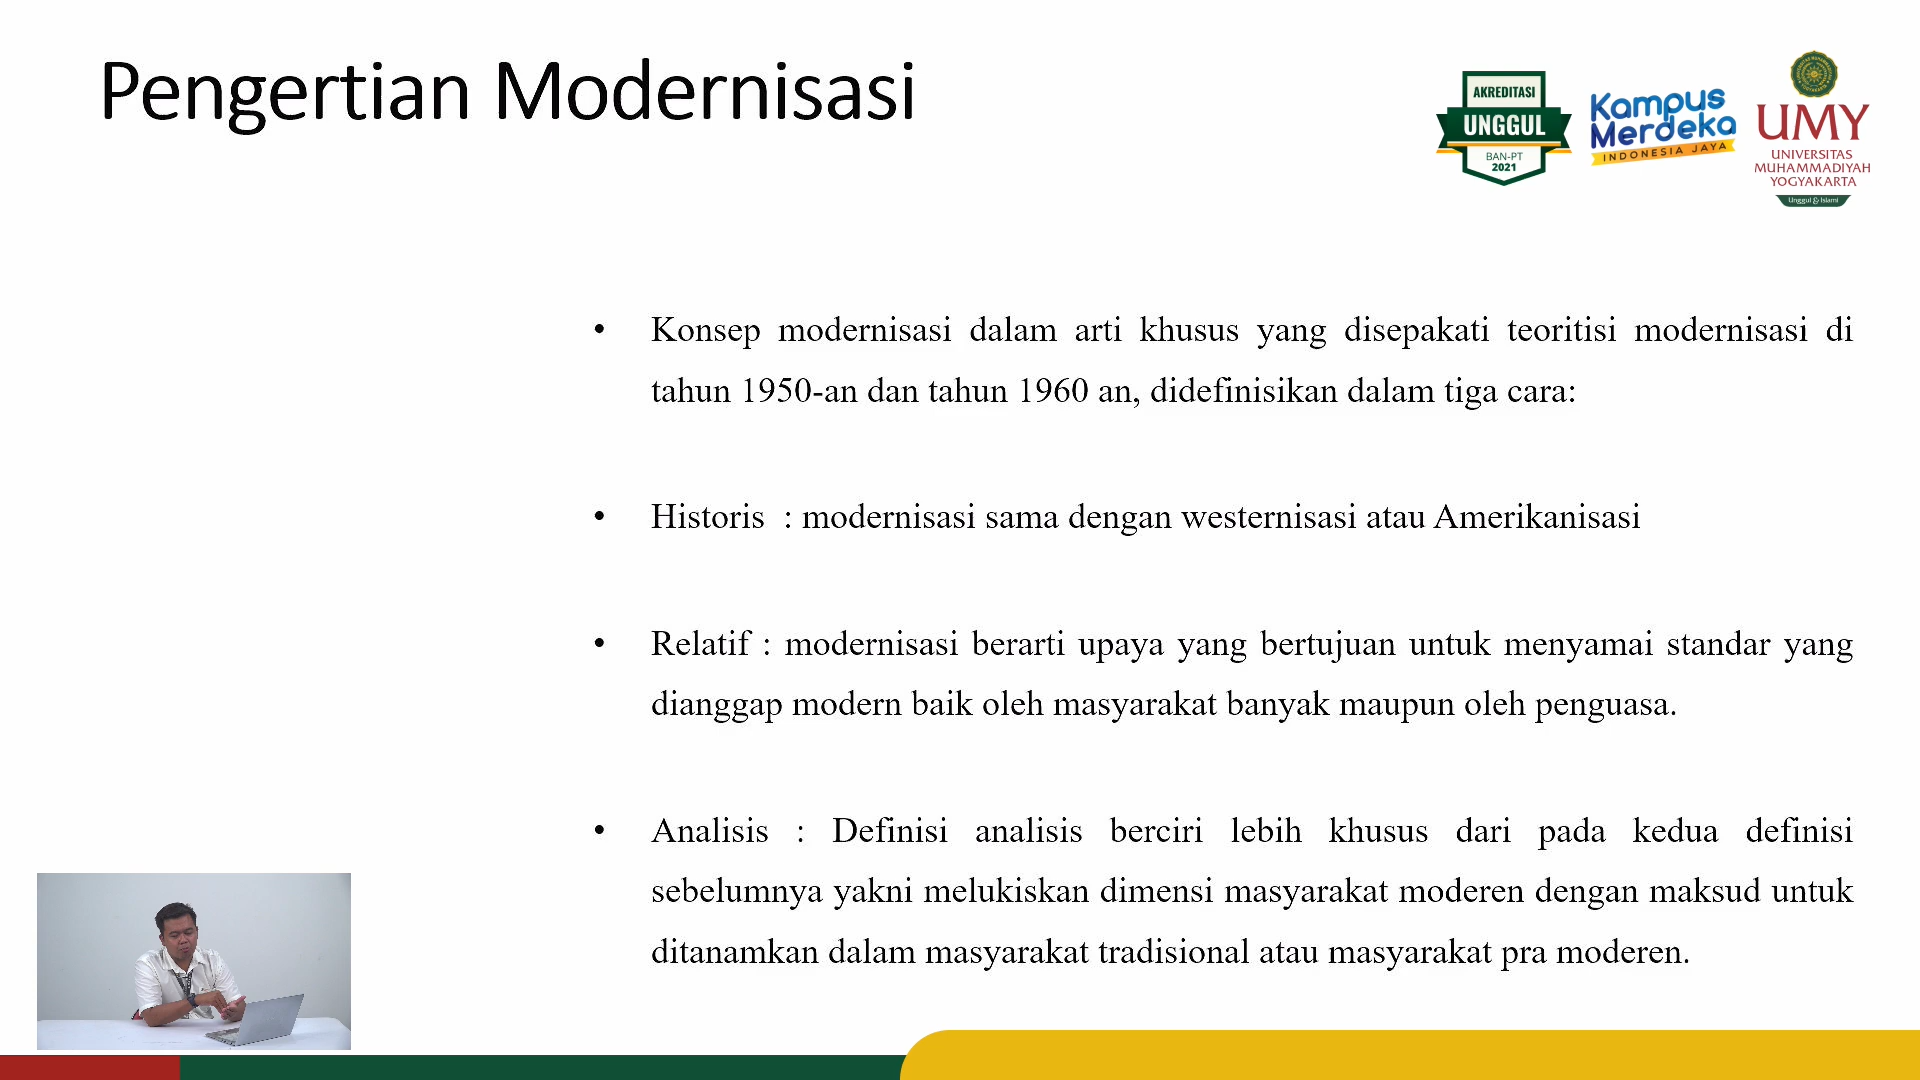 Pengertian Modernisasi
AKREDITASI
UNGGUL
BAN-PT
2021
Kampus
Merdeka
INDONESIA JAYA
UMY
UNIVERSITAS
MUHAMMADIYAH
YOGYAKARTA
Unggul & Islami
• Konsep modernisasi dalam arti khusus yang disepakati teoritisi modernisasi di
tahun 1950-an dan tahun 1960 an, didefinisikan dalam tiga cara:
• Historis : modernisasi sama dengan westernisasi atau Amerikanisasi
• Relatif : modernisasi berarti upaya yang bertujuan untuk menyamai standar yang
dianggap modern baik oleh masyarakat banyak maupun oleh penguasa.
• Analisis : Definisi analisis berciri lebih khusus dari pada kedua definisi
sebelumnya yakni melukiskan dimensi masyarakat moderen dengan maksud untuk
ditanamkan dalam masyarakat tradisional atau masyarakat pra moderen.